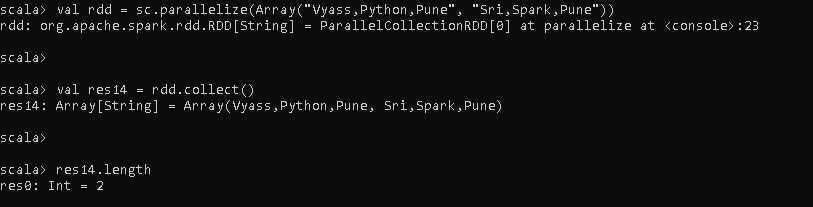 scala> val rdd = sc.parallelize(Array("Vyass,Python,Pune", "Sri,Spark,Pune"))
rdd: org.apache.spark.rdd.RDD[String] = ParallelCollectionRDD[0] at parallelize at <console>:23
scala>
scala> val res14 = rdd.collect()
res14: Array[String] = Array(Vyass,Python,Pune, Sri,Spark,Pune)
scala>
scala> res14.length
res0: Int = 2